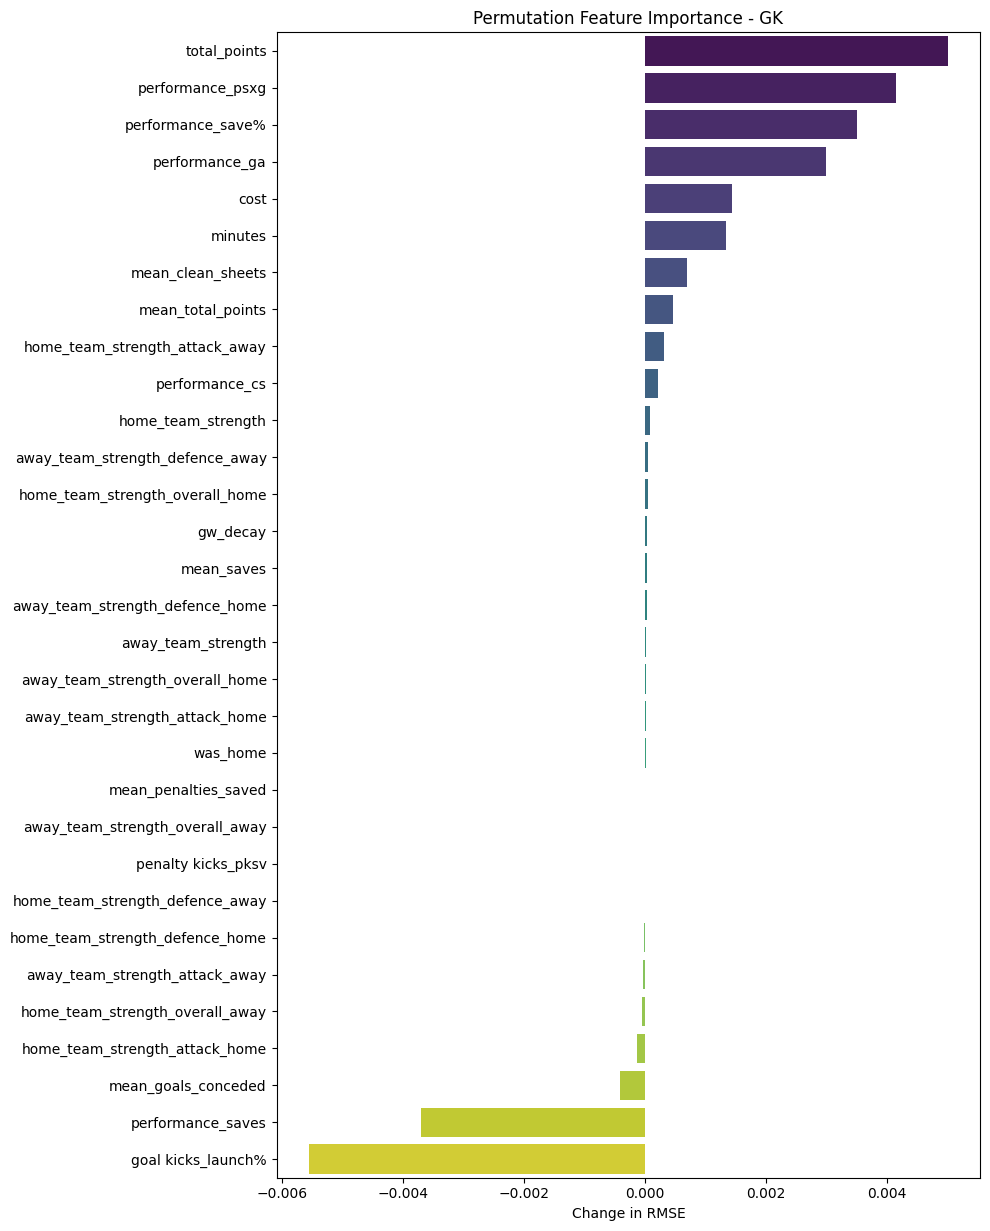 Permutation Feature Importance - GK
total_points
performance_psxg
performance_save%
performance_ga
cost
minutes
mean_clean_sheets
mean_total_points
home_team_strength_attack_away
performance_cs
home_team_strength
away_team_strength_defence_away
home_team_strength_overall_home
gw_decay
mean_saves
away_team_strength_defence_home
away_team_strength
away_team_strength_overall_home
away_team_strength_attack_home
was_home
mean_penalties_saved
away_team_strength_overall_away
penalty kicks_pksv
home_team_strength_defence_away
home_team_strength_defence_home
away_team_strength_attack_away
home_team_strength_overall_away
home_team_strength_attack_home
mean_goals_conceded
performance_saves
goal kicks_launch%
−0.006 −0.004 −0.002 0.000 0.002 0.004
Change in RMSE